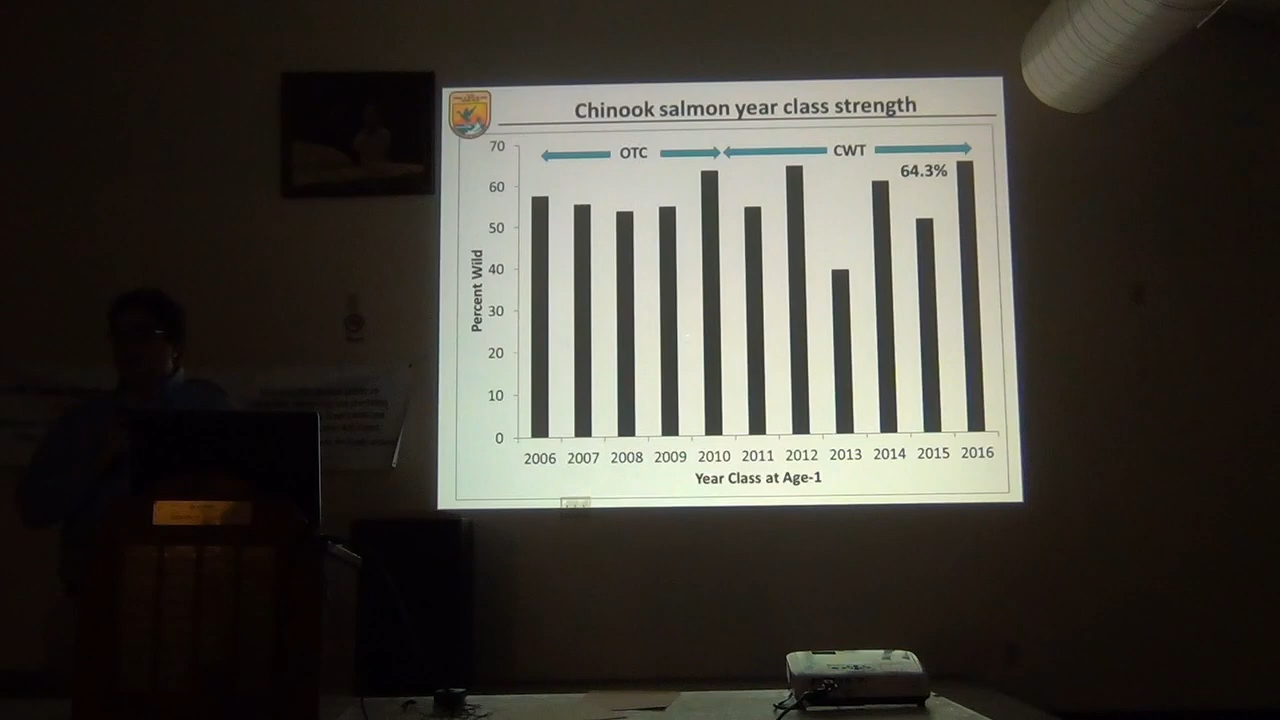 Chinook salmon year class strength
OTC
CWT
64.3%
70
60
50
40
30
20
10
0
Percent Wild
2006 2007 2008 2009 2010 2011 2012 2013 2014 2015 2016
Year Class at Age-1